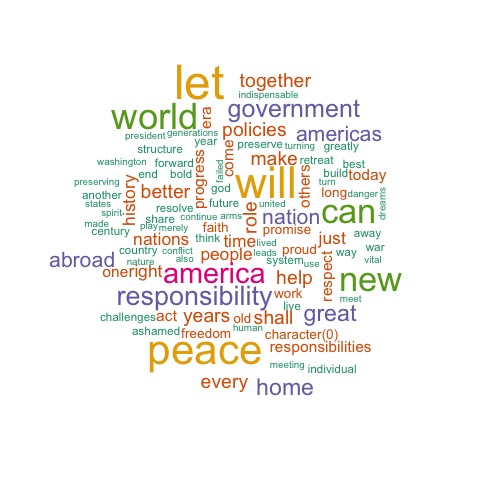 let together
indispensable
world era government
president generations policies americas
year preserve turning greatly
structure come make retreat best
washington forward progress failed others build today
preserving end bold god will turn
another history better long danger dreams
states future role united can
spirit resolve nation
made share continue arms promise
century play merely faith
nations think time lived proud just away
country conflict people leads way war
abroad nature also system use vital
one right america help respect new
responsibility work meet
live great
challenges act years old shall
ashamed freedom human character(0)
peace responsibilities
meeting individual
every home